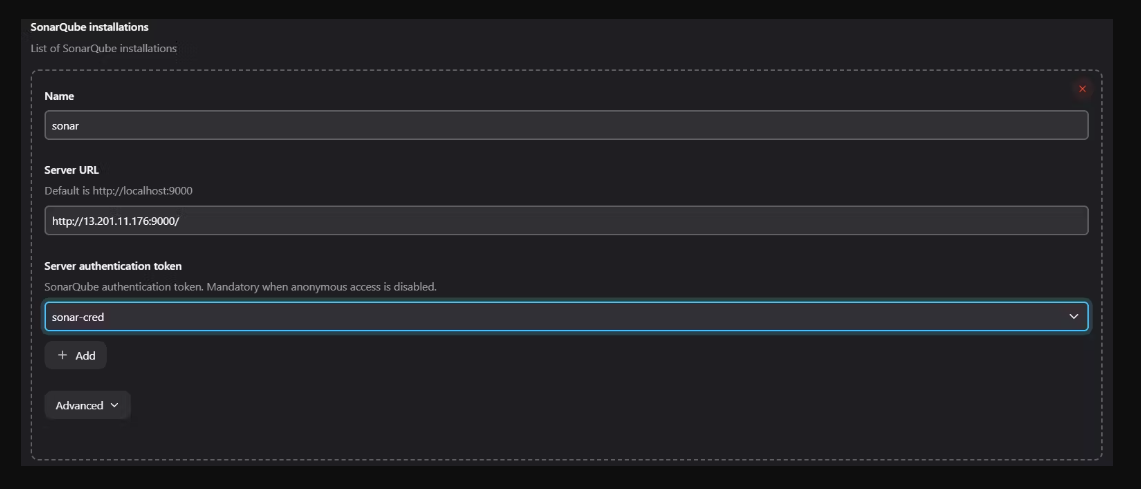 SonarQube installations
List of SonarQube installations
Name
sonar
Server URL
Default is http://localhost:9000
http://13.201.11.176:9000/
Server authentication token
SonarQube authentication token. Mandatory when anonymous access is disabled.
sonar-cred
+ Add
Advanced